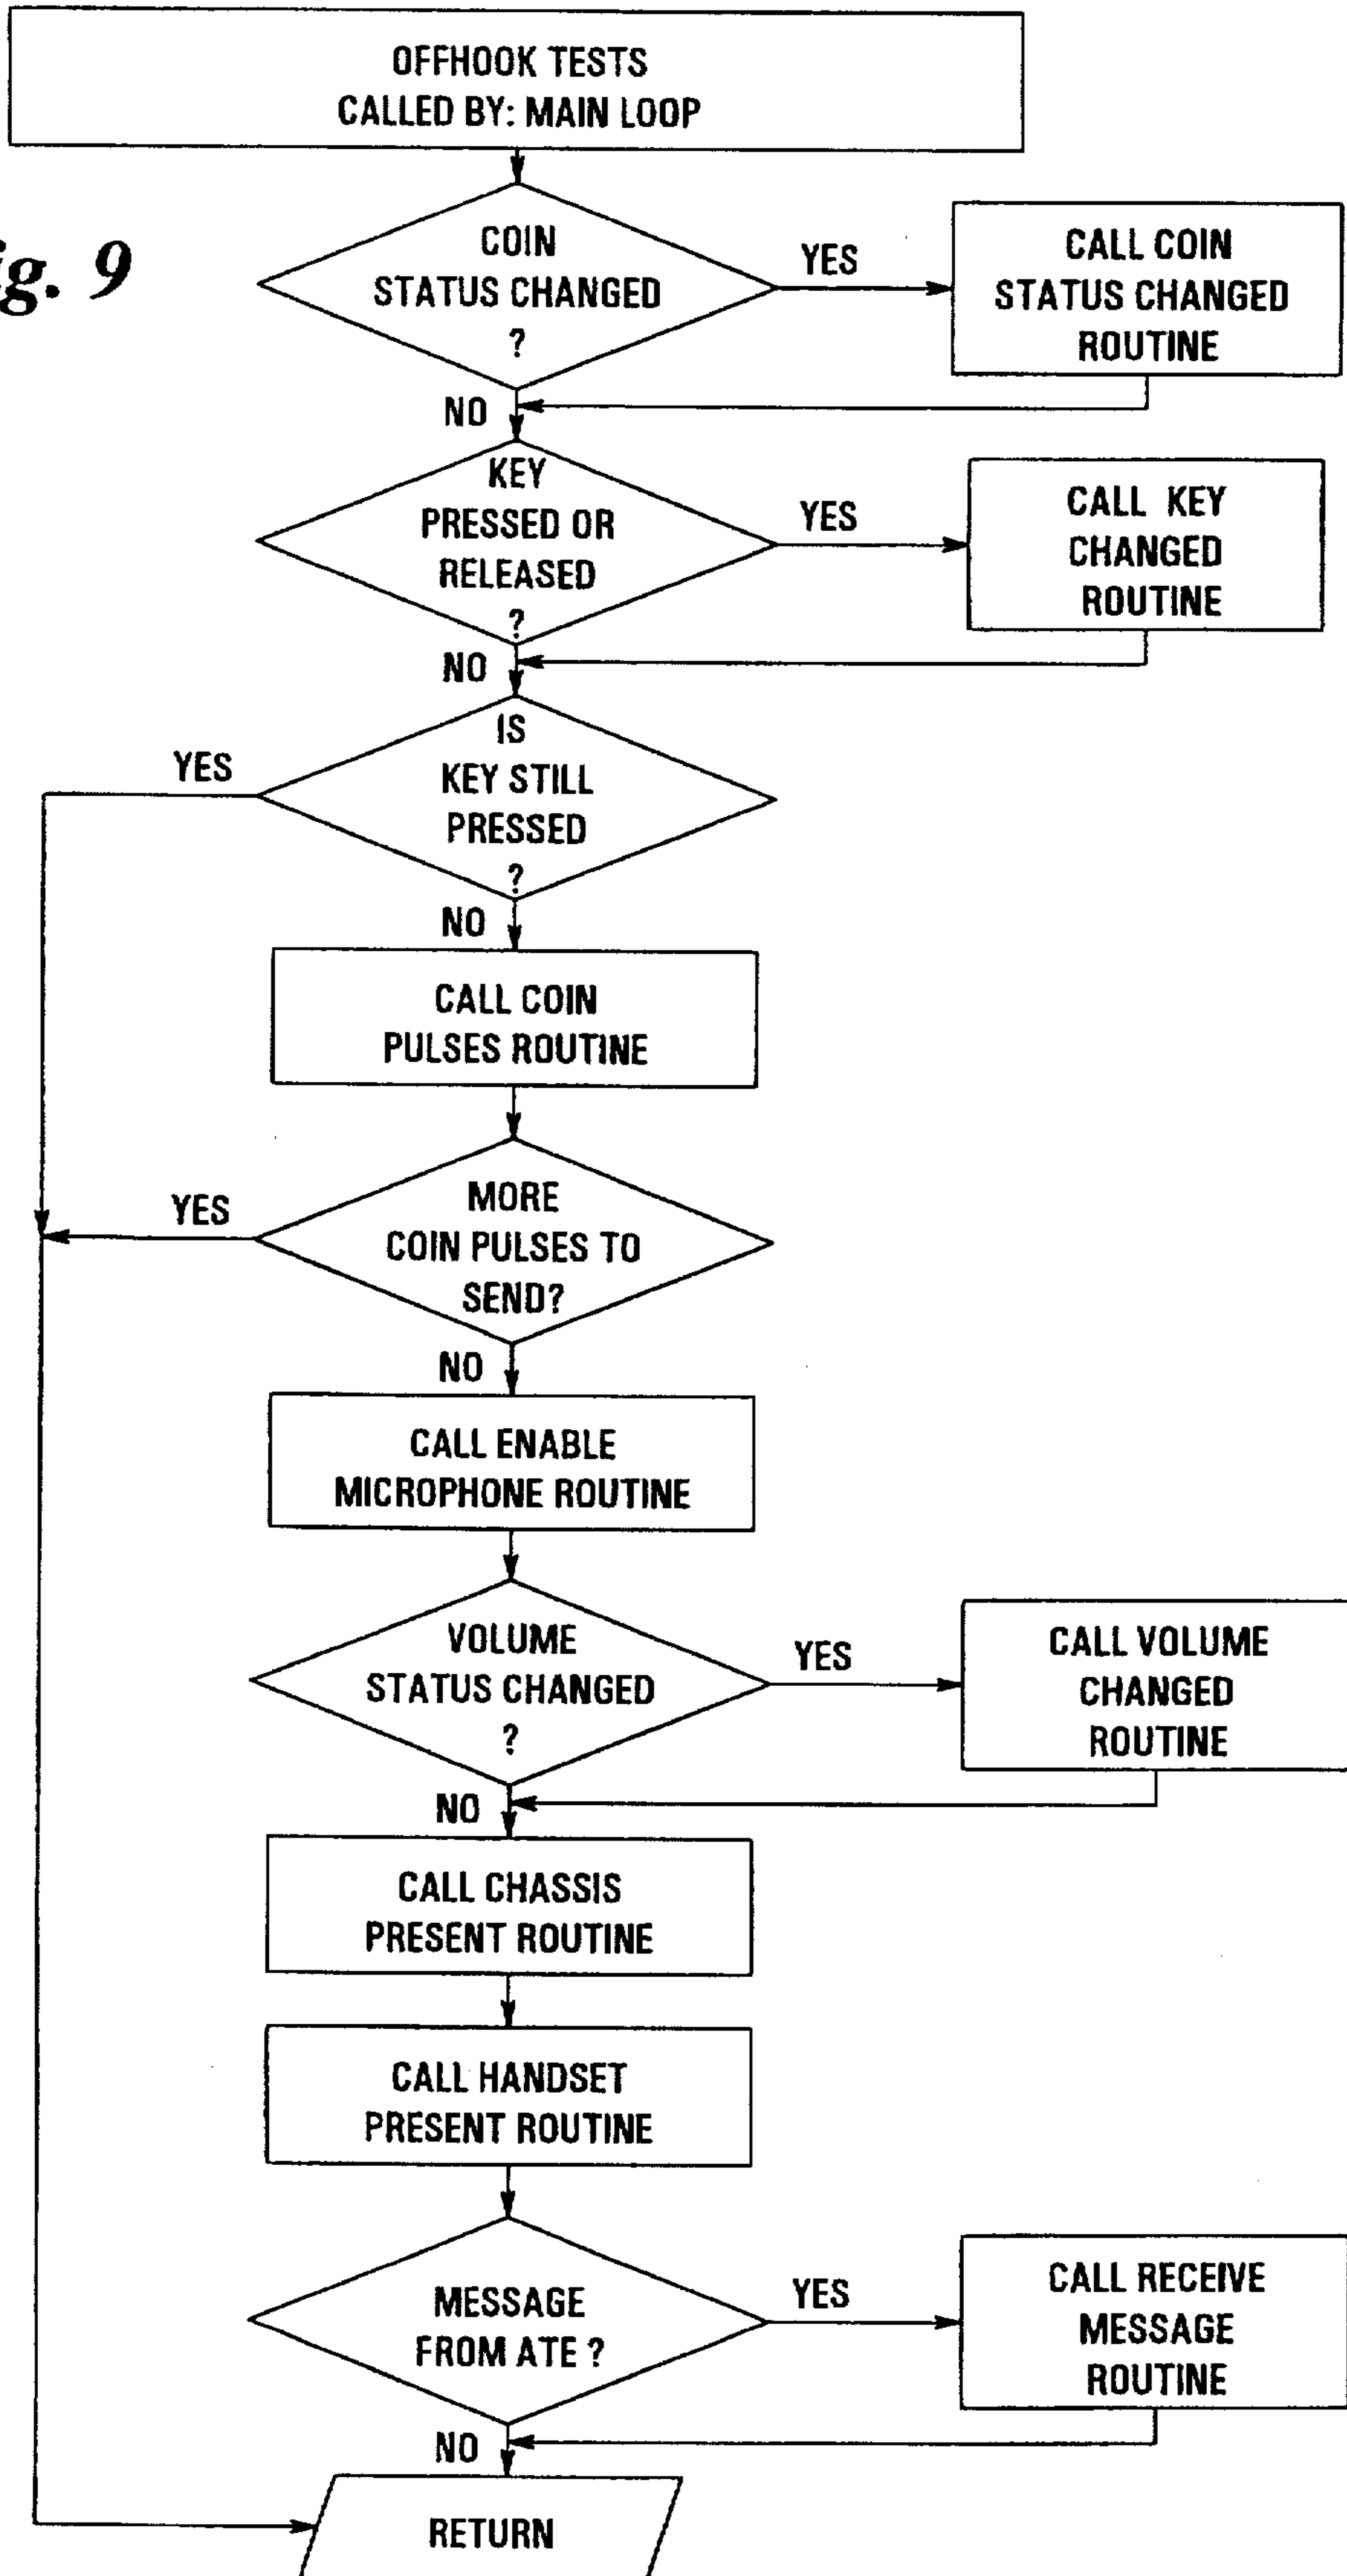 OFFHOOK TESTS
CALLED BY: MAIN LOOP
ig. 9
COIN
STATUS CHANGED
?
YES
CALL COIN
STATUS CHANGED
ROUTINE
NO
KEY
PRESSED OR
RELEASED
?
YES
CALL KEY
CHANGED
ROUTINE
NO
IS
KEY STILL
PRESSED
?
YES
NO
CALL COIN
PULSES ROUTINE
MORE
COIN PULSES TO
SEND?
YES
NO
CALL ENABLE
MICROPHONE ROUTINE
VOLUME
STATUS CHANGED
?
YES
CALL VOLUME
CHANGED
ROUTINE
NO
CALL CHASSIS
PRESENT ROUTINE
CALL HANDSET
PRESENT ROUTINE
MESSAGE
FROM ATE ?
YES
CALL RECEIVE
MESSAGE
ROUTINE
NO
RETURN